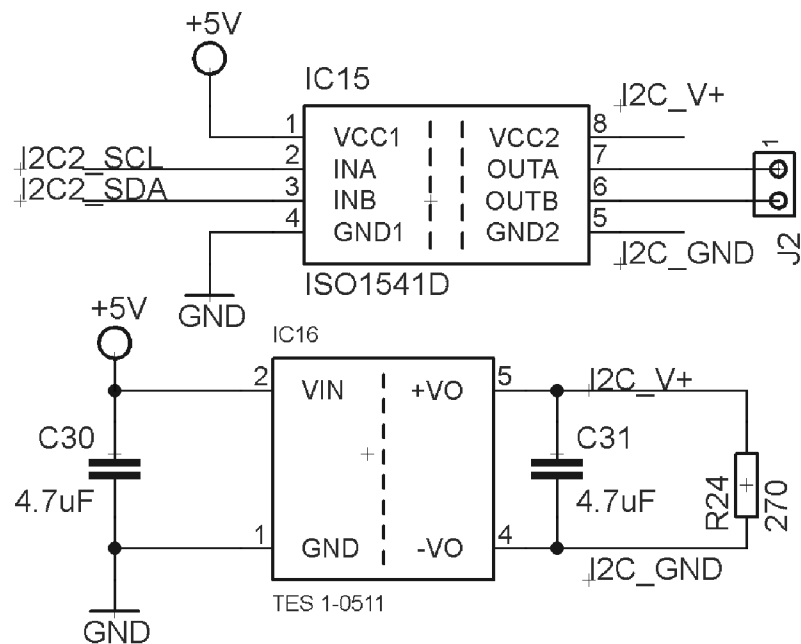 +5V
IC15
I2C_V+
1 VCC1 VCC2 8
I2C2_SCL 2 INA OUTA 7 1
I2C2_SDA 3 INB OUTB 6
4 GND1 GND2 5
J2
I2C_GND
ISO1541D
GND
+5V
IC16
2 VIN +VO 5 I2C_V+
C30 C31
4.7uF 4.7uF R24 270
1 GND -VO 4
I2C_GND
TES 1-0511
GND